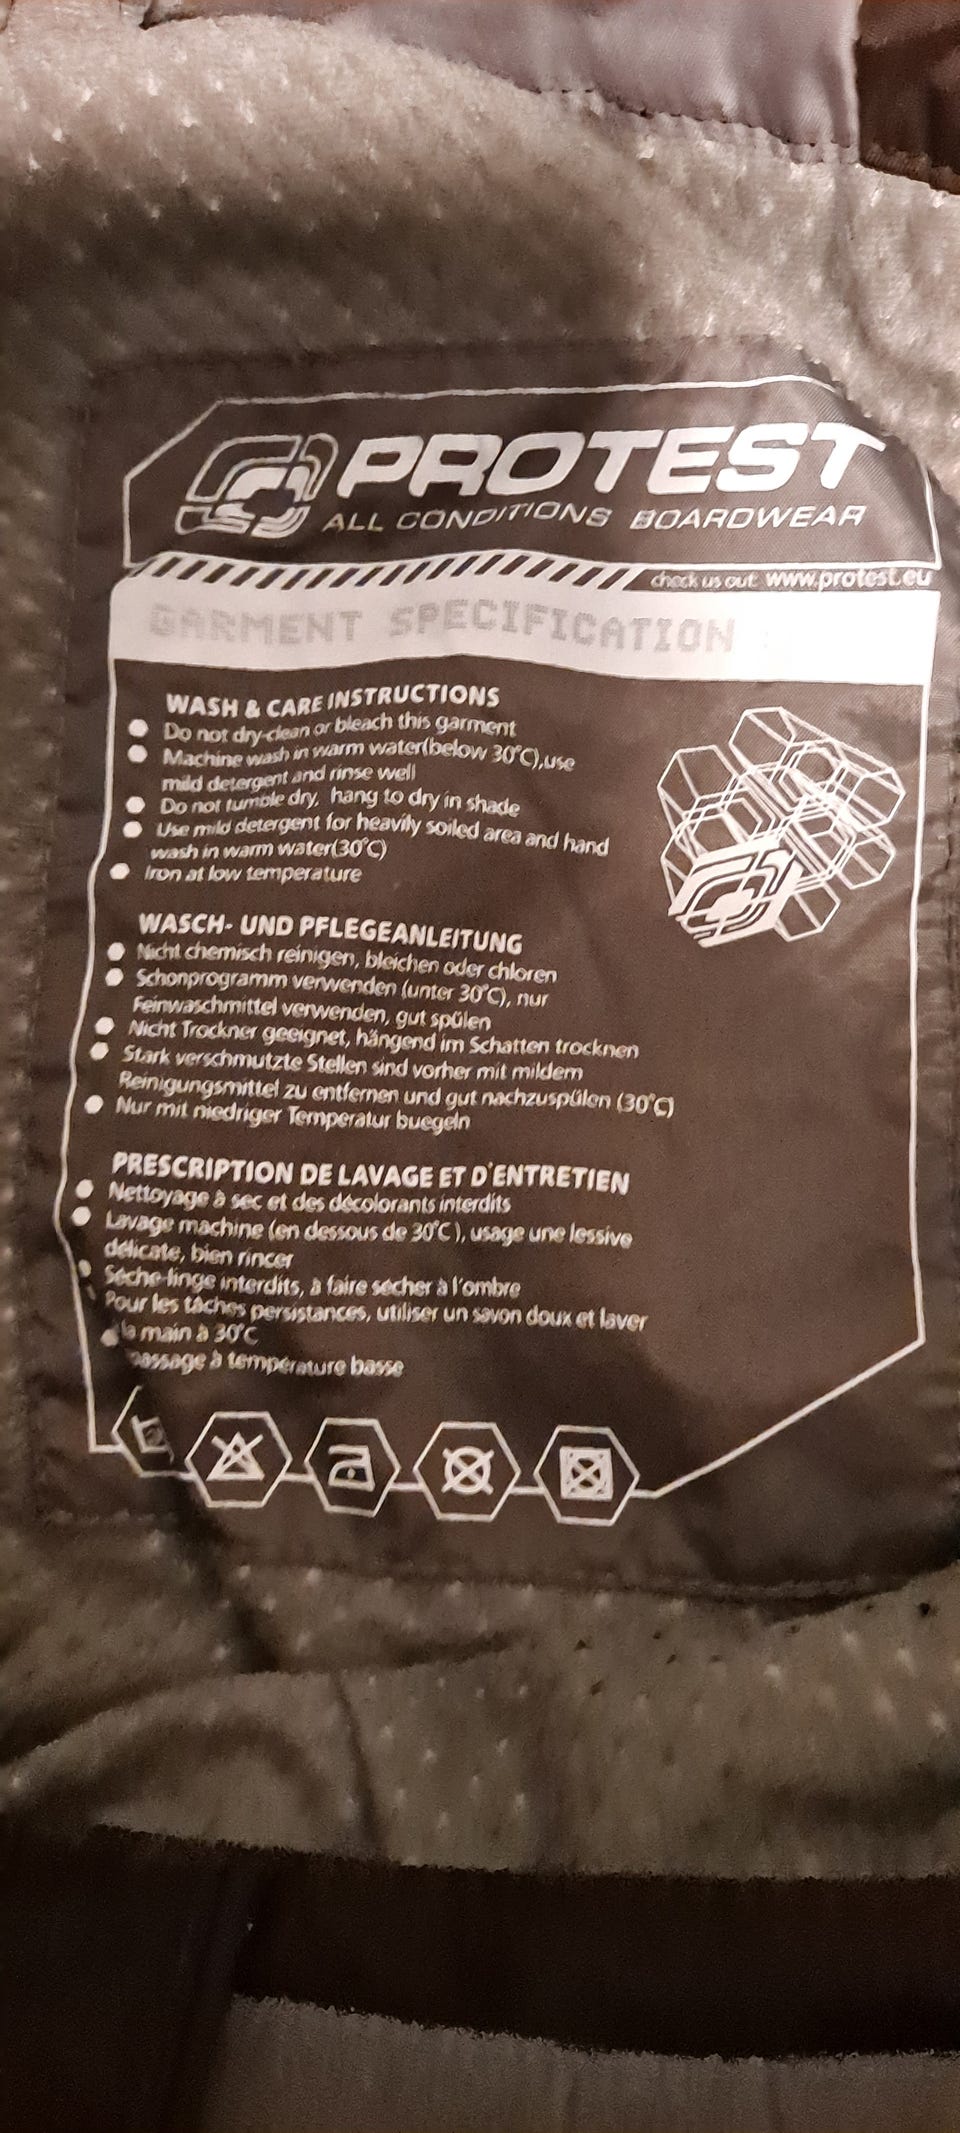 PROTEST
ALL CONDITIONS BOARDWEAR
check us out: www.protest.eu
GARMENT SPECIFICATION
WASH & CARE INSTRUCTIONS
Do not dry-clean or bleach this garment
Machine wash in warm water(below 30°C),use
mild detergent and rinse well
Do not tumble dry, hang to dry in shade
Use mild detergent for heavily soiled area and hand
wash in warm water(30°C)
Iron at low temperature
WASCH- UND PFLEGEANLEITUNG
Nicht chemisch reinigen, bleichen oder chloren
Schonprogramm verwenden (unter 30°C), nur
Feinwaschmittel verwenden, gut spülen
Nicht Trockner geeignet, hängend im Schatten trocknen
Stark verschmutzte Stellen sind vorher mit mildem
Reinigungsmittel zu entfernen und gut nachzuspülen (30°C)
Nur mit niedriger Temperatur buegeln
PRESCRIPTION DE LAVAGE ET D'ENTRETIEN
Nettoyage à sec et des décolorants interdits
Lavage machine (en dessous de 30°C), usage une lessive
délicate, bien rincer
Séche-linge interdits, à faire sécher à l'ombre
Pour les tâches persistances, utiliser un savon doux et laver
la main à 30°C
à température basse